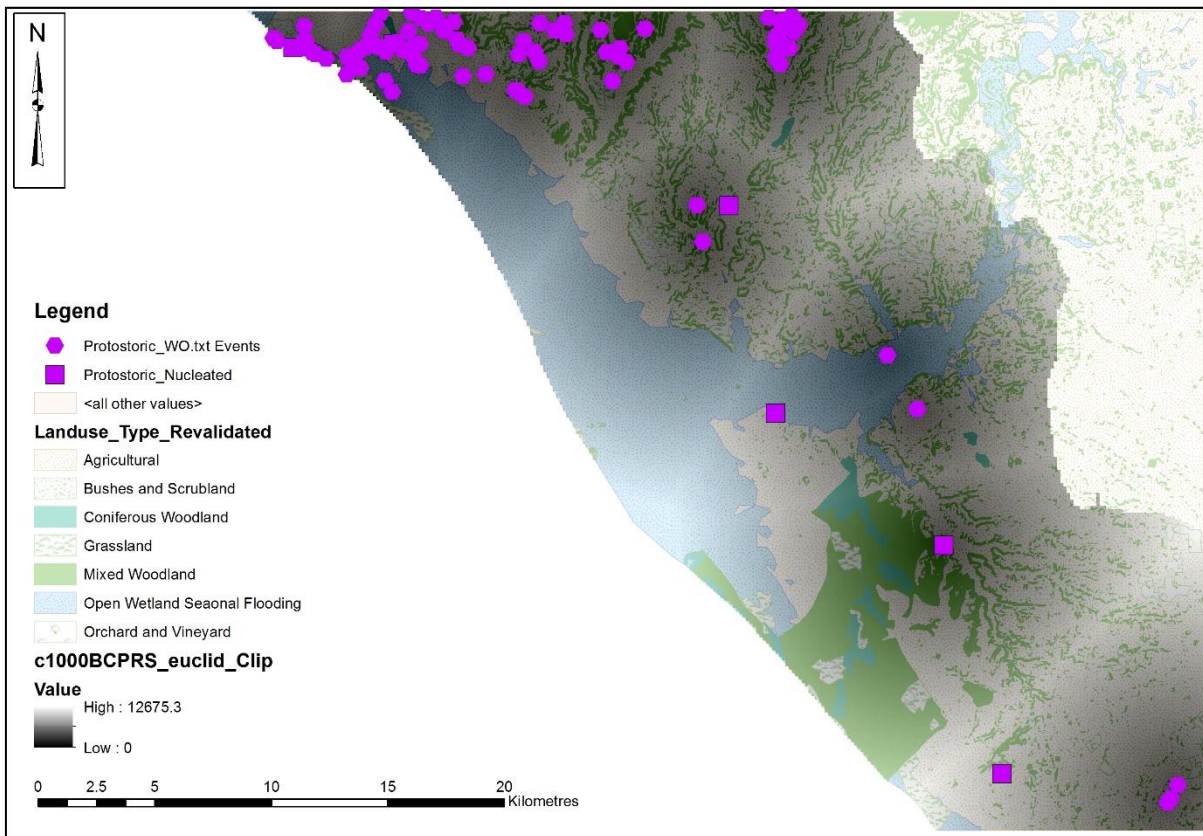 N
Legend
Protostoric_WO.txt Events
Protostoric_Nucleated
<all other values>
Landuse_Type_Revalidated
Agricultural
Bushes and Scrubland
Coniferous Woodland
Grassland
Mixed Woodland
Open Wetland Seaonal Flooding
Orchard and Vineyard
c1000BCPRS_euclid_Clip
Value
High : 12675.3
Low : 0
0 2.5 5 10 15 20
Kilometres